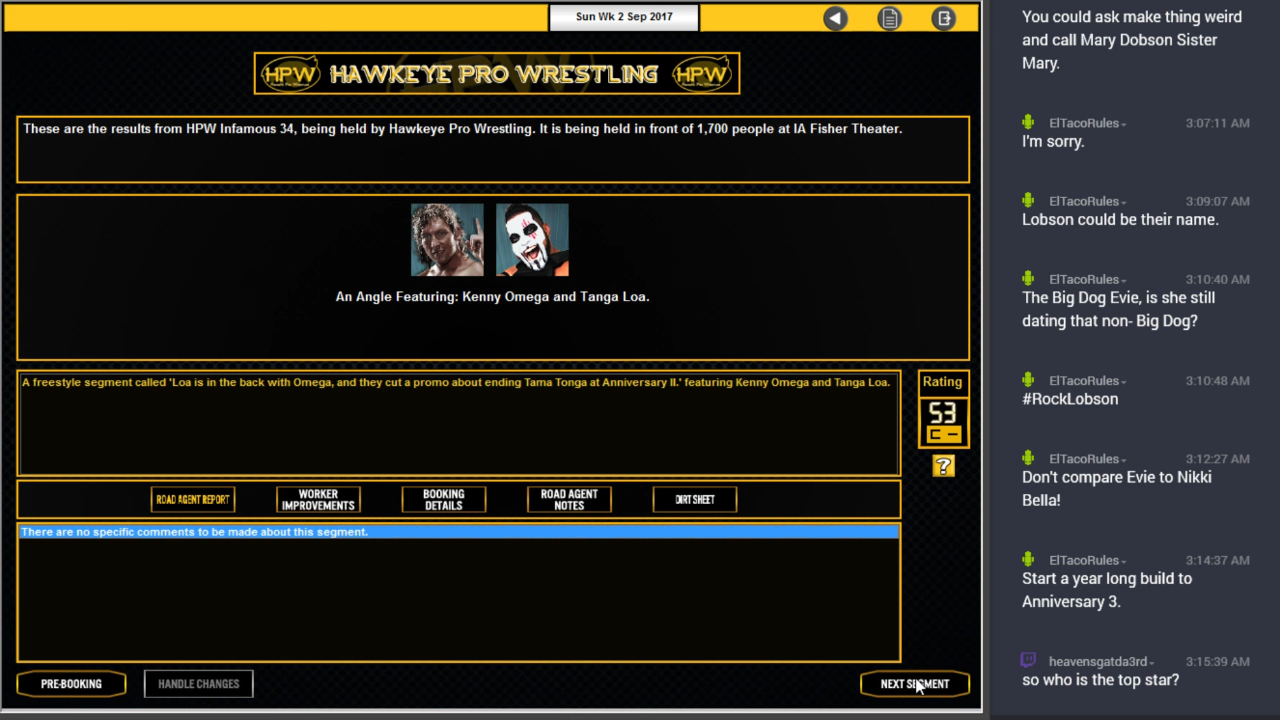 Sun Wk 2 Sep 2017
HPW HAWKEYE PRO WRESTLING HPW
These are the results from HPW Infamous 34, being held by Hawkeye Pro Wrestling. It is being held in front of 1,700 people at IA Fisher Theater.
An Angle Featuring: Kenny Omega and Tanga Loa.
A freestyle segment called 'Loa is in the back with Omega, and they cut a promo about ending Tama Tonga at Anniversary II.' featuring Kenny Omega and Tanga Loa.
Rating
53
C-
?
ROAD AGENT REPORT
WORKER
IMPROVEMENTS
BOOKING
DETAILS
ROAD AGENT
NOTES
DIRT SHEET
There are no specific comments to be made about this segment.
PRE-BOOKING
HANDLE CHANGES
NEXT SEGMENT
You could ask make thing weird
and call Mary Dobson Sister
Mary.
ElTacoRules 3:07:11 AM
I'm sorry.
ElTacoRules 3:09:07 AM
Lobson could be their name.
ElTacoRules 3:10:40 AM
The Big Dog Evie, is she still
dating that non- Big Dog?
ElTacoRules 3:10:48 AM
#RockLobson
ElTacoRules 3:12:27 AM
Don't compare Evie to Nikki
Bella!
ElTacoRules 3:14:37 AM
Start a year long build to
Anniversary 3.
heavensgatda3rd 3:15:39 AM
so who is the top star?